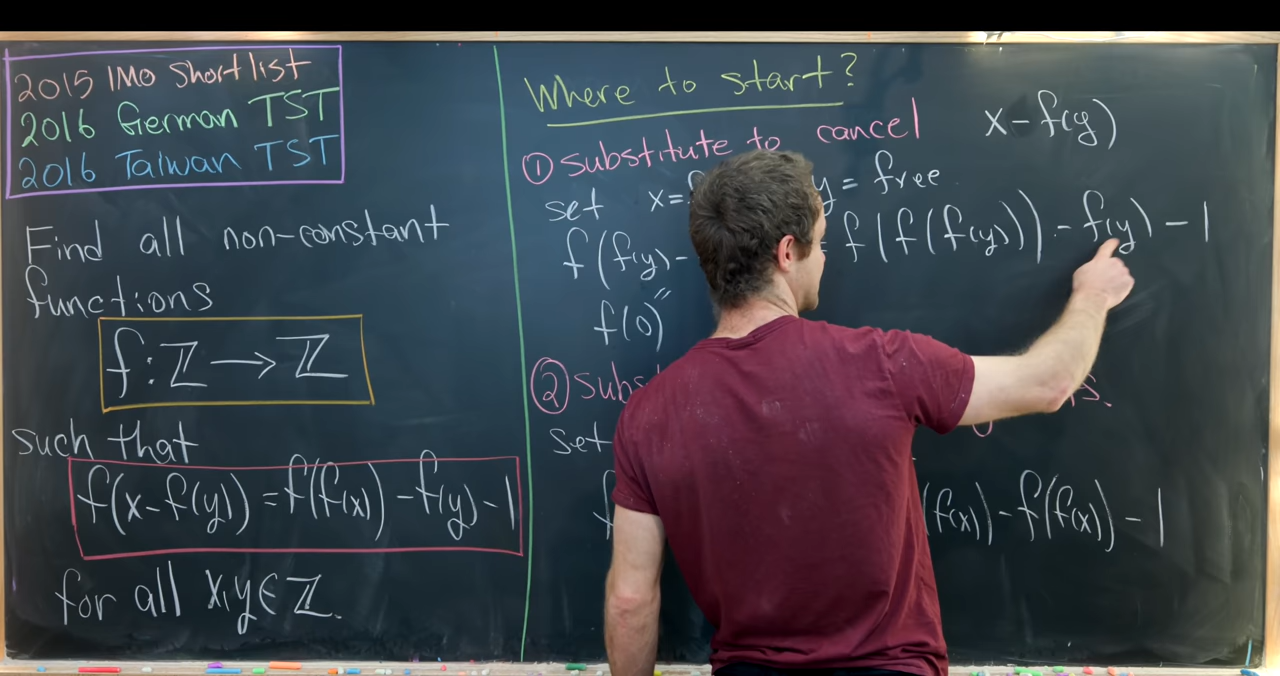 2015 IMO Shortlist
2016 German TST
2016 Taiwan TST
Find all non-constant
functions
f: ℤ → ℤ
such that
f(x-f(y)) = f(f(x)) - f(y) - 1
for all x,y ∈ ℤ.
Where to start?
① Substitute to cancel x - f(y)
set x= y = free
f(f(y)- = f(f(f(y))) - f(y) - 1
f(0) "
②
set
f(x)) - f(f(x)) - 1